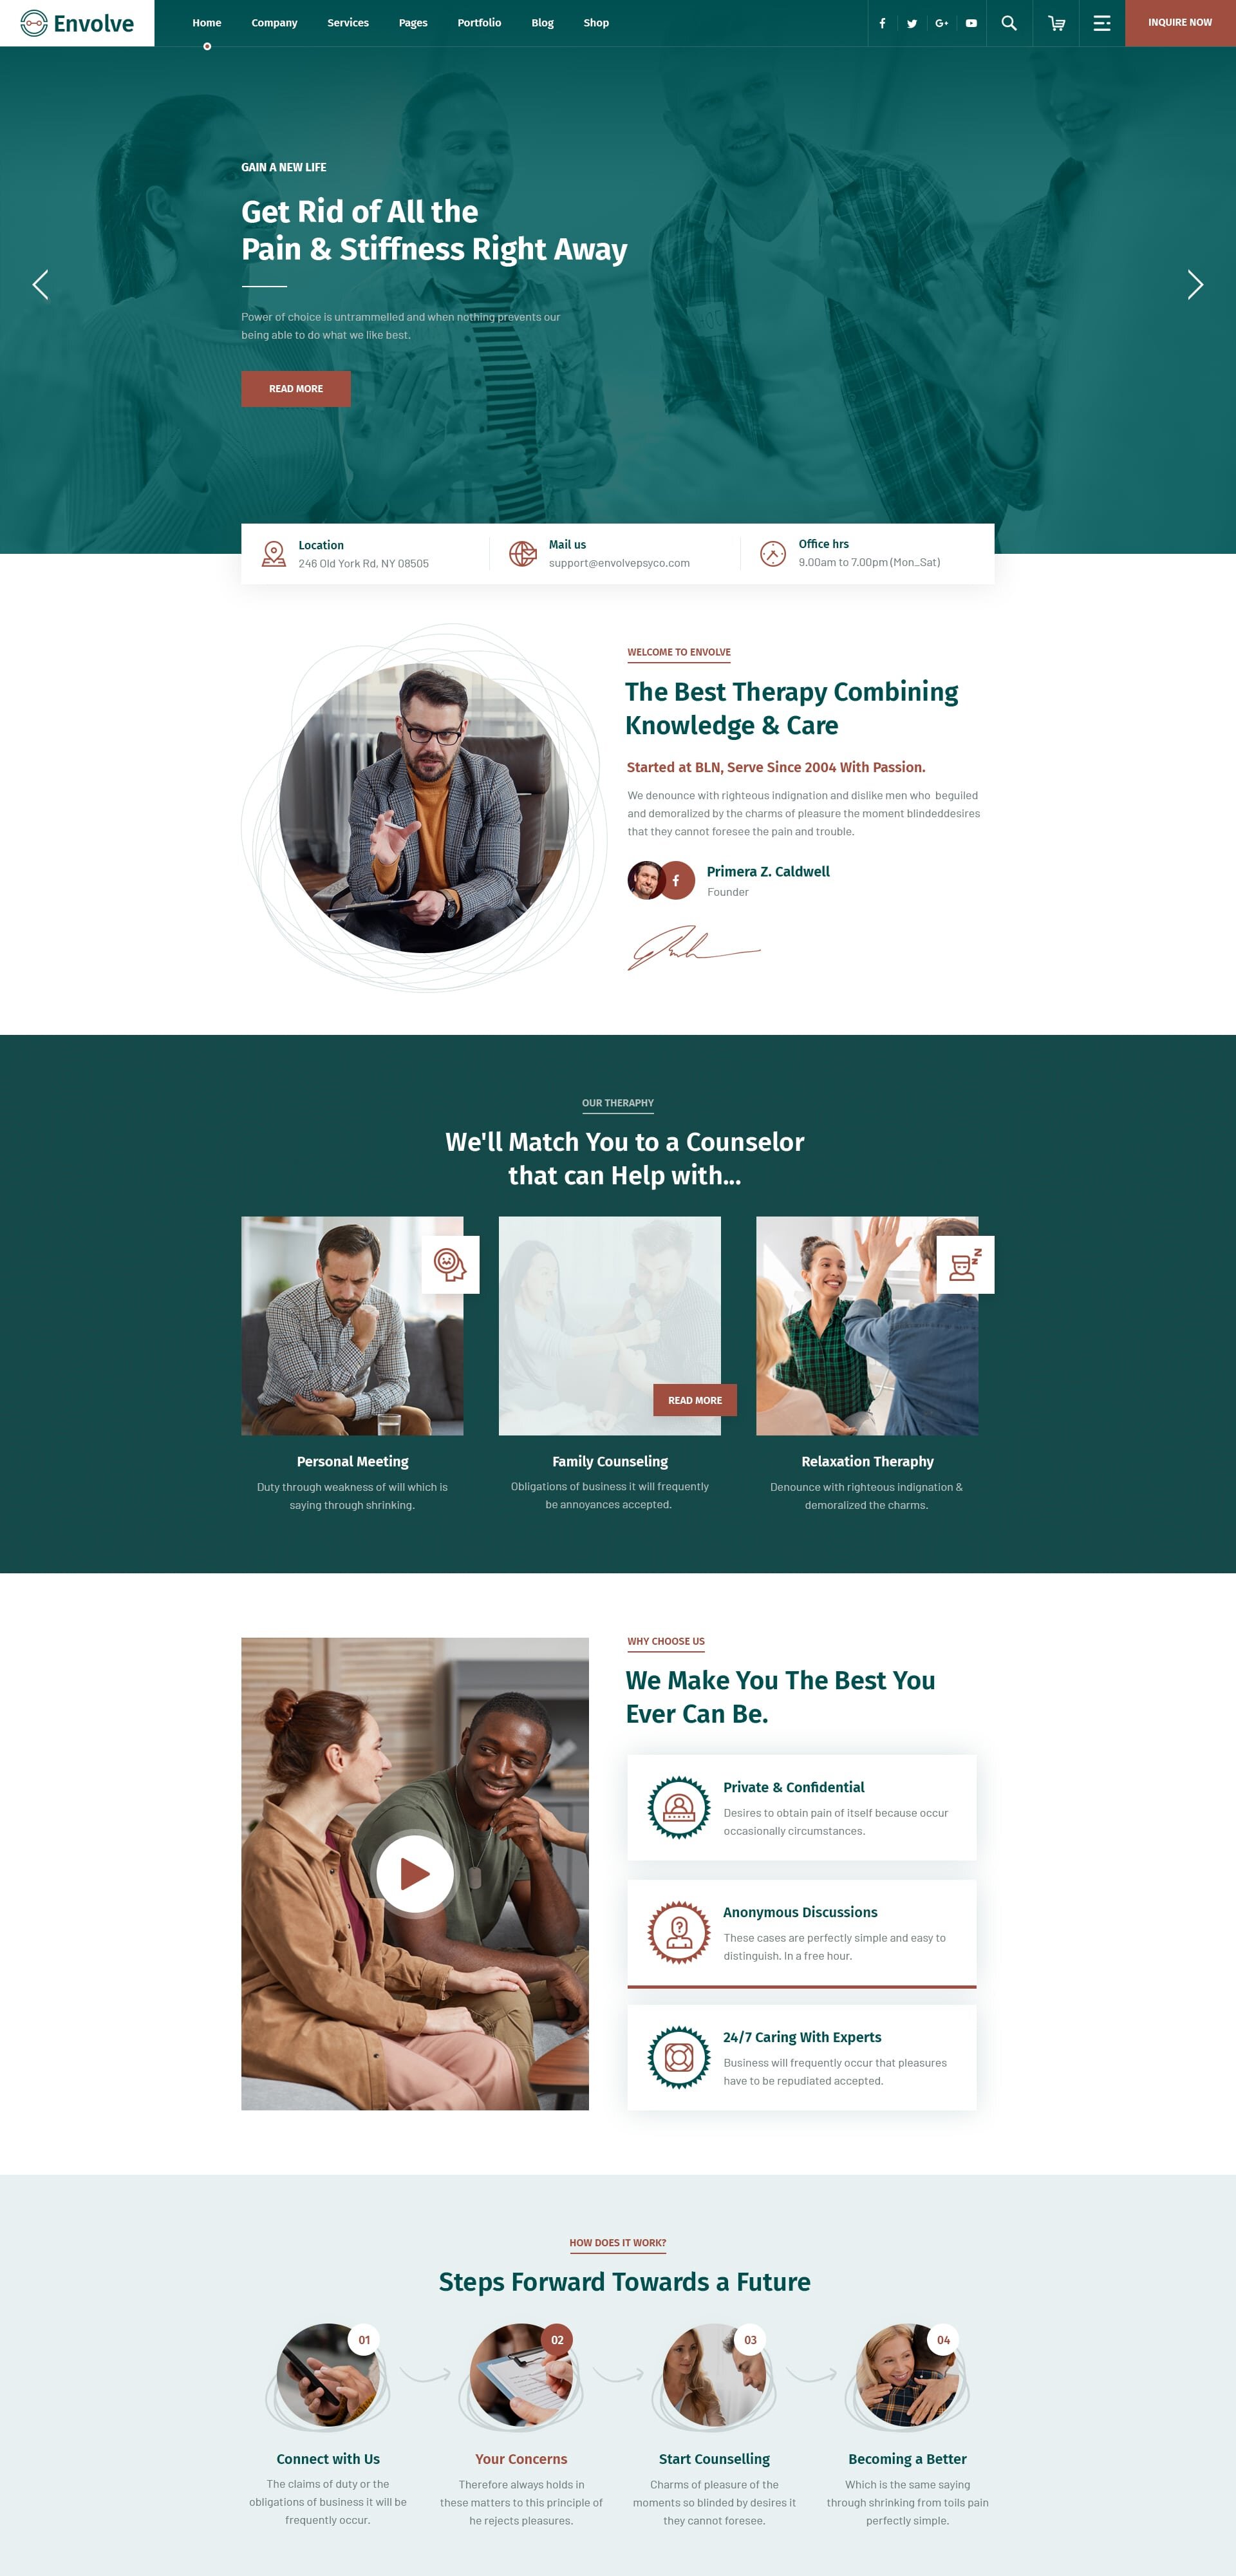 Envolve
Home Company Services Pages Portfolio Blog Shop
G+
INQUIRE NOW
GAIN A NEW LIFE
Get Rid of All the
Pain & Stiffness Right Away
Power of choice is untrammelled and when nothing prevents our
being able to do what we like best.
READ MORE
Location
246 Old York Rd, NY 08505
Mail us
support@envolvepsyco.com
Office hrs
9.00am to 7.00pm (Mon_Sat)
WELCOME TO ENVOLVE
The Best Therapy Combining
Knowledge & Care
Started at BLN, Serve Since 2004 With Passion.
We denounce with righteous indignation and dislike men who beguiled
and demoralized by the charms of pleasure the moment blindeddesires
that they cannot foresee the pain and trouble.
Primera Z. Caldwell
Founder
OUR THERAPHY
We'll Match You to a Counselor
that can Help with...
READ MORE
Personal Meeting
Duty through weakness of will which is
saying through shrinking.
Family Counseling
Obligations of business it will frequently
be annoyances accepted.
Relaxation Theraphy
Denounce with righteous indignation &
demoralized the charms.
WHY CHOOSE US
We Make You The Best You
Ever Can Be.
Private & Confidential
Desires to obtain pain of itself because occur
occasionally circumstances.
Anonymous Discussions
These cases are perfectly simple and easy to
distinguish. In a free hour.
24/7 Caring With Experts
Business will frequently occur that pleasures
have to be repudiated accepted.
HOW DOES IT WORK?
Steps Forward Towards a Future
01
02
03
04
Connect with Us
The claims of duty or the
obligations of business it will be
frequently occur.
Your Concerns
Therefore always holds in
these matters to this principle of
he rejects pleasures.
Start Counselling
Charms of pleasure of the
moments so blinded by desires it
they cannot foresee.
Becoming a Better
Which is the same saying
through shrinking from toils pain
perfectly simple.